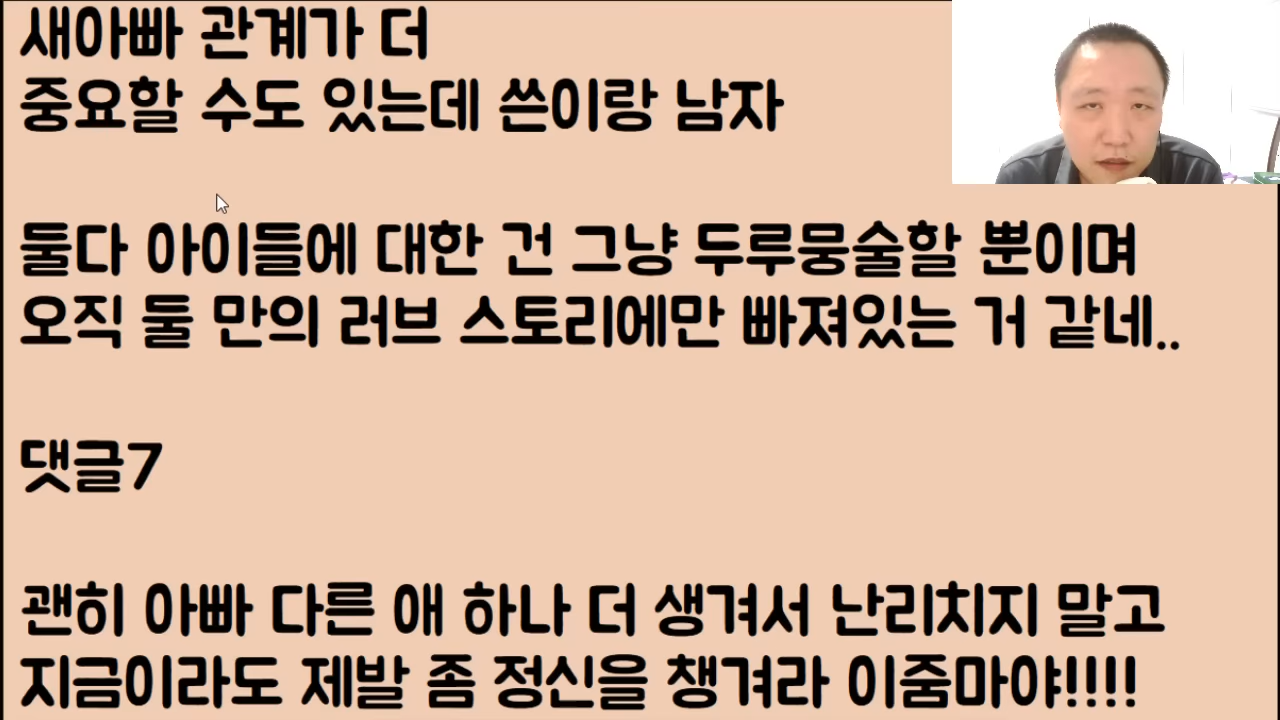 새아빠 관계가 더
중요할 수도 있는데 쓴이랑 남자
둘다 아이들에 대한 건 그냥 두루뭉술할 뿐이며
오직 둘 만의 러브 스토리에만 빠져있는 거 같네..
댓글7
괜히 아빠 다른 애 하나 더 생겨서 난리치지 말고
지금이라도 제발 좀 정신을 챙겨라 이줌마야!!!!